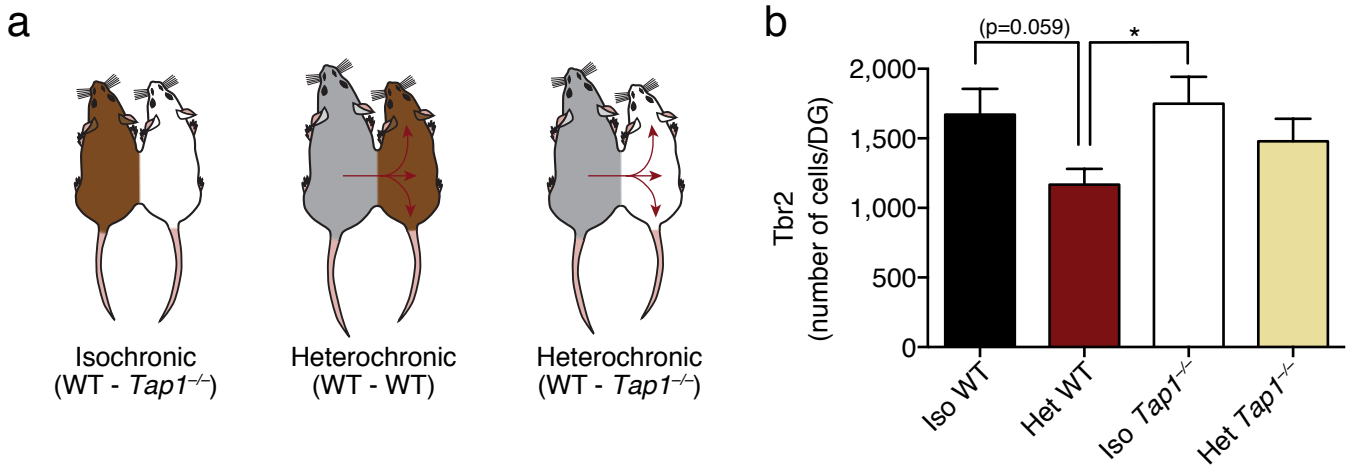 a
Isochronic
(WT - Tap1–/–)
Heterochronic
(WT - WT)
Heterochronic
(WT - Tap1–/–)
b
(p=0.059)
*
Tbr2
(number of cells/DG)
2,000
1,500
1,000
500
0
Iso WT
Het WT
Iso Tap1–/–
Het Tap1–/–